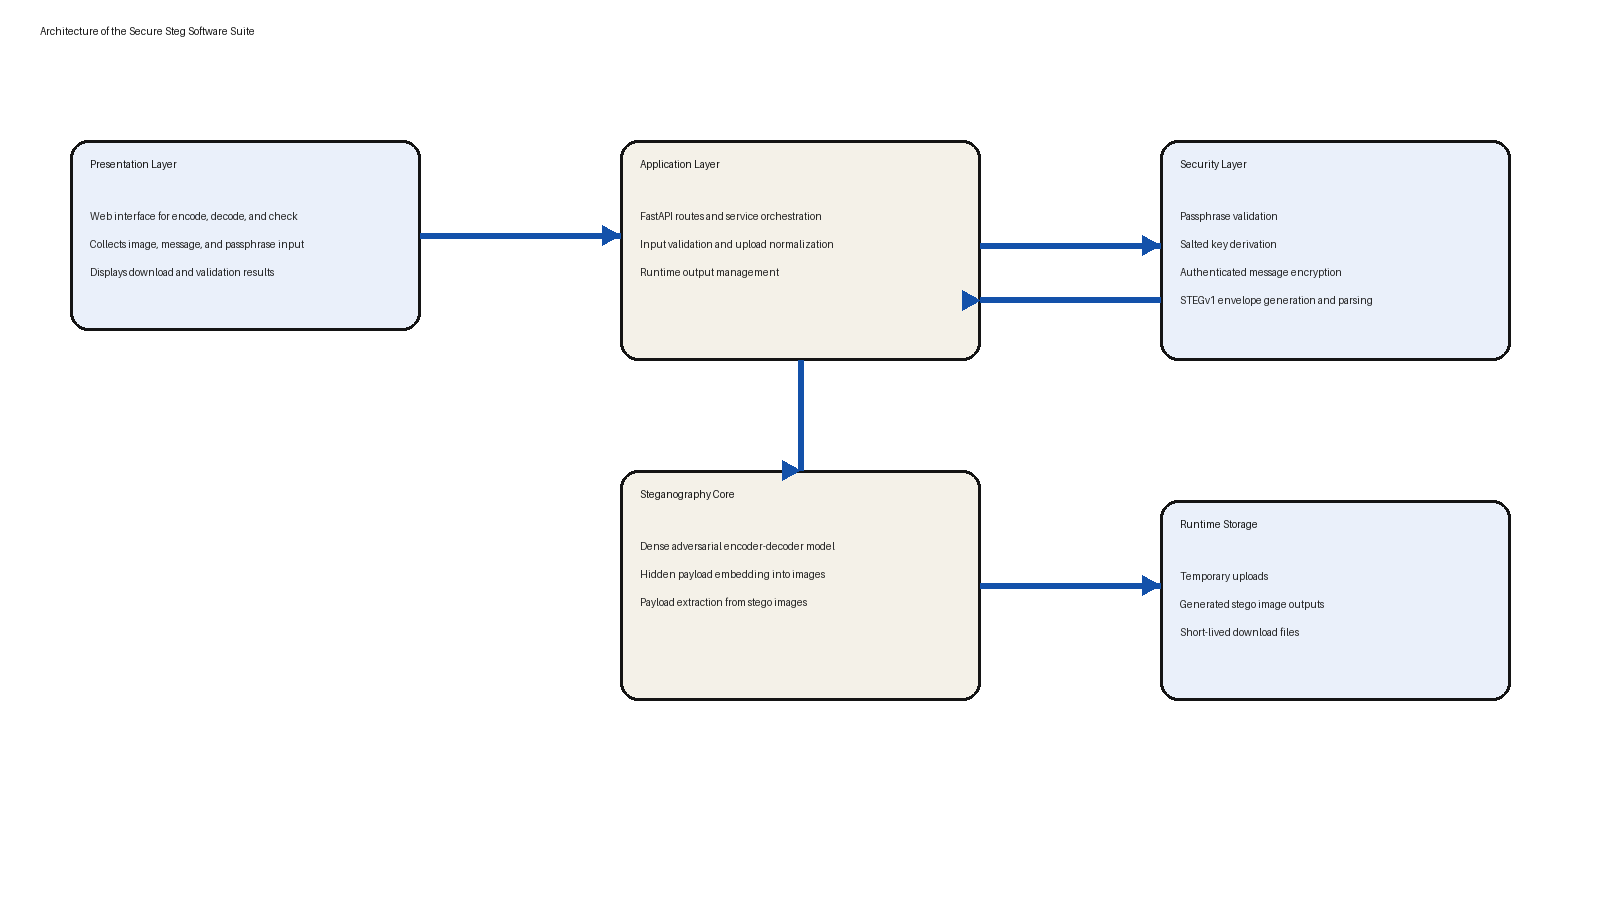 Architecture of the Secure Steg Software Suite
Presentation Layer
Web interface for encode, decode, and check
Collects image, message, and passphrase input
Displays download and validation results
Application Layer
FastAPI routes and service orchestration
Input validation and upload normalization
Runtime output management
Security Layer
Passphrase validation
Salted key derivation
Authenticated message encryption
STEGv1 envelope generation and parsing
Steganography Core
Dense adversarial encoder-decoder model
Hidden payload embedding into images
Payload extraction from stego images
Runtime Storage
Temporary uploads
Generated stego image outputs
Short-lived download files